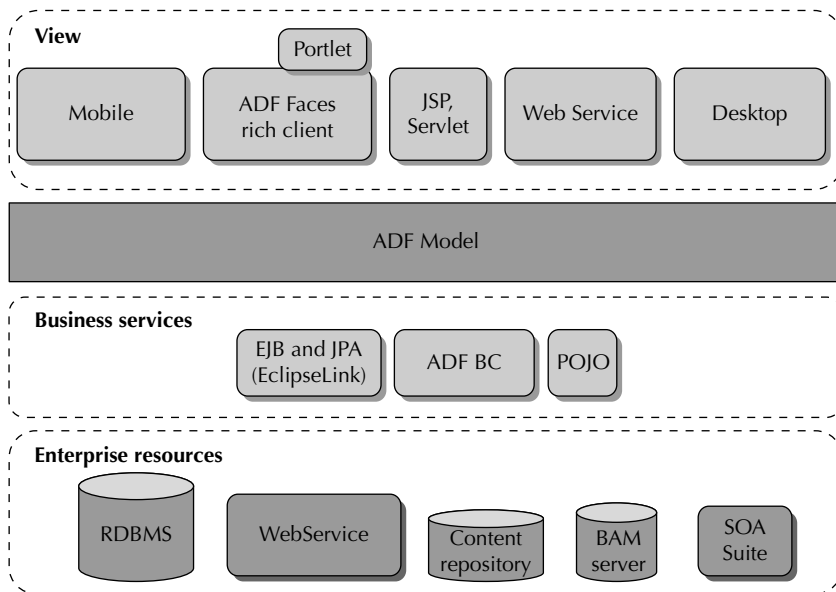 View
Portlet
Mobile
ADF Faces
rich client
JSP,
Servlet
Web Service
Desktop
ADF Model
Business services
EJB and JPA
(EclipseLink)
ADF BC
POJO
Enterprise resources
RDBMS
WebService
Content
repository
BAM
server
SOA
Suite